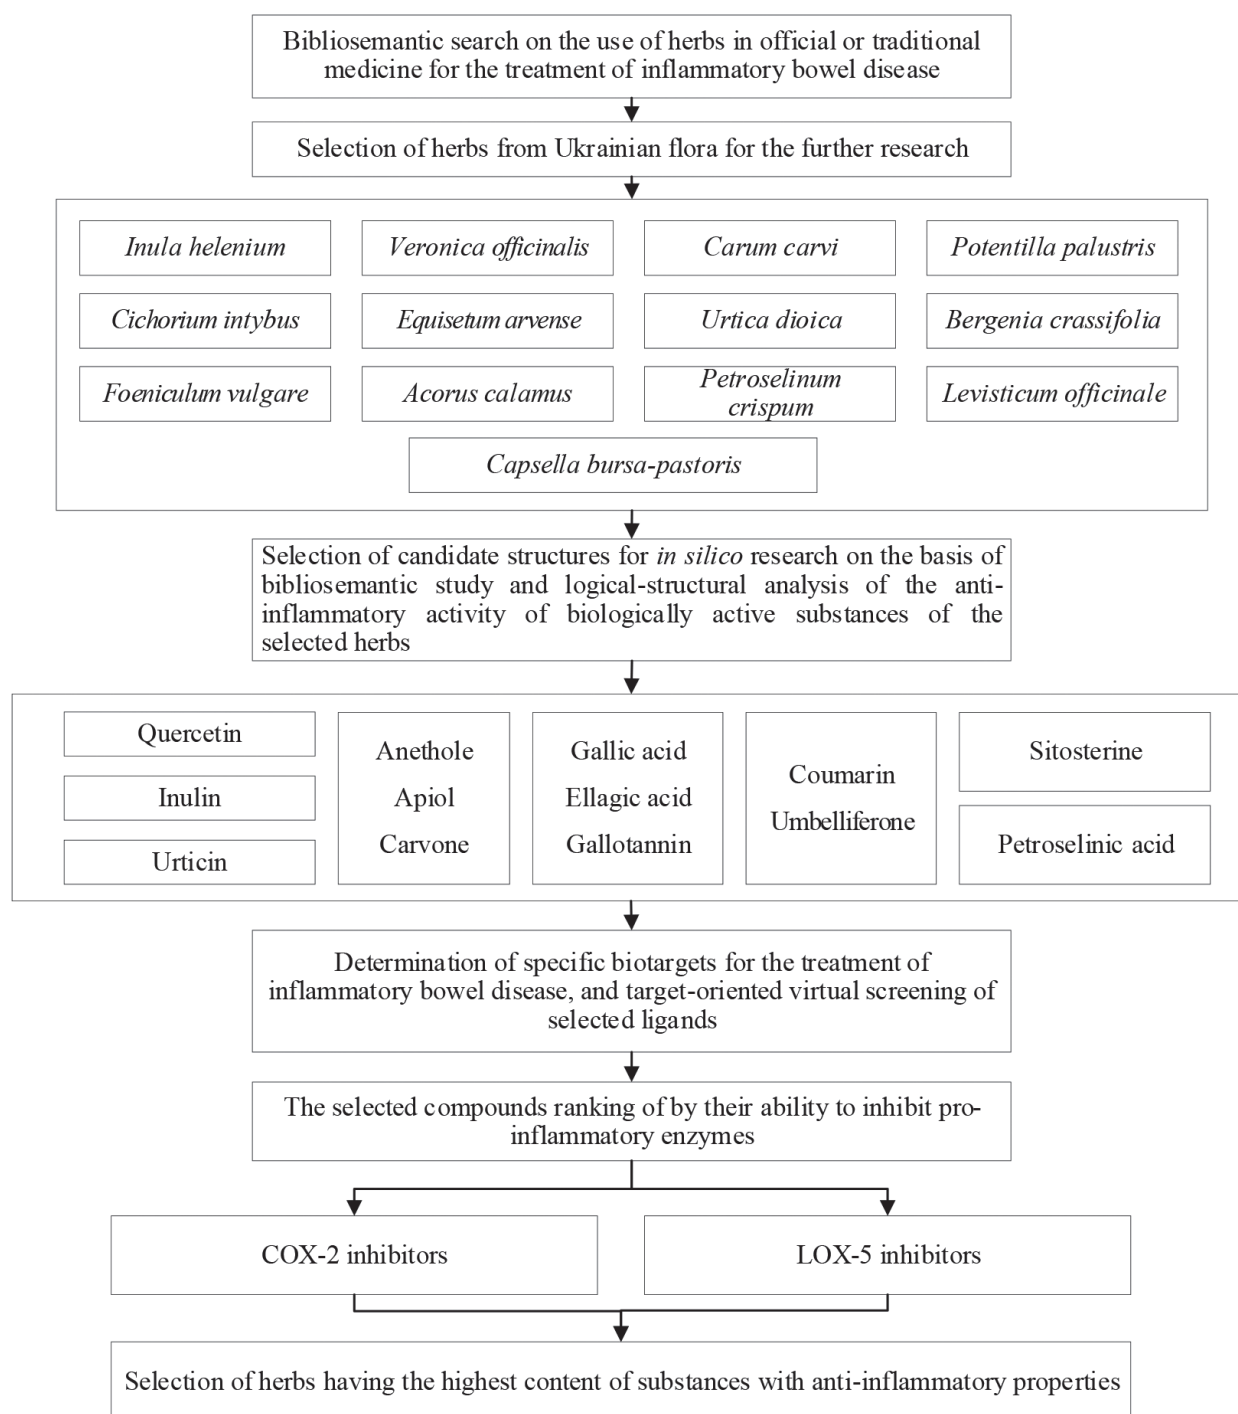 Bibliosemantic search on the use of herbs in official or traditional
medicine for the treatment of inflammatory bowel disease
Selection of herbs from Ukrainian flora for the further research
Inula helenium
Veronica officinalis
Carum carvi
Potentilla palustris
Cichorium intybus
Equisetum arvense
Urtica dioica
Bergenia crassifolia
Foeniculum vulgare
Acorus calamus
Petroselinum
crispum
Levisticum officinale
Capsella bursa-pastoris
Selection of candidate structures for in silico research on the basis of
bibliosemantic study and logical-structural analysis of the anti-
inflammatory activity of biologically active substances of the
selected herbs
Quercetin
Inulin
Urticin
Anethole
Apiol
Carvone
Gallic acid
Ellagic acid
Gallotannin
Coumarin
Umbelliferone
Sitosterine
Petroselinic acid
Determination of specific biotargets for the treatment of
inflammatory bowel disease, and target-oriented virtual screening of
selected ligands
The selected compounds ranking of by their ability to inhibit pro-
inflammatory enzymes
COX-2 inhibitors
LOX-5 inhibitors
Selection of herbs having the highest content of substances with anti-inflammatory properties